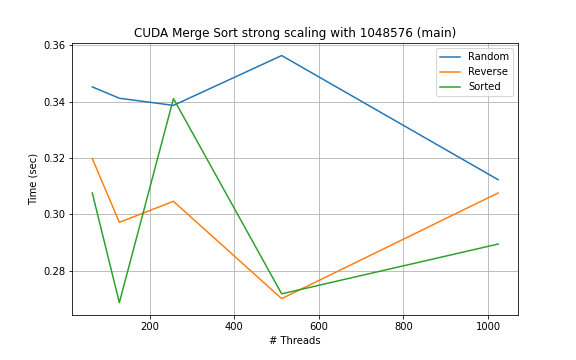 CUDA Merge Sort strong scaling with 1048576 (main)
Random
Reverse
Sorted
0.36
0.34
0.32
0.30
0.28
Time (sec)
200 400 600 800 1000
# Threads